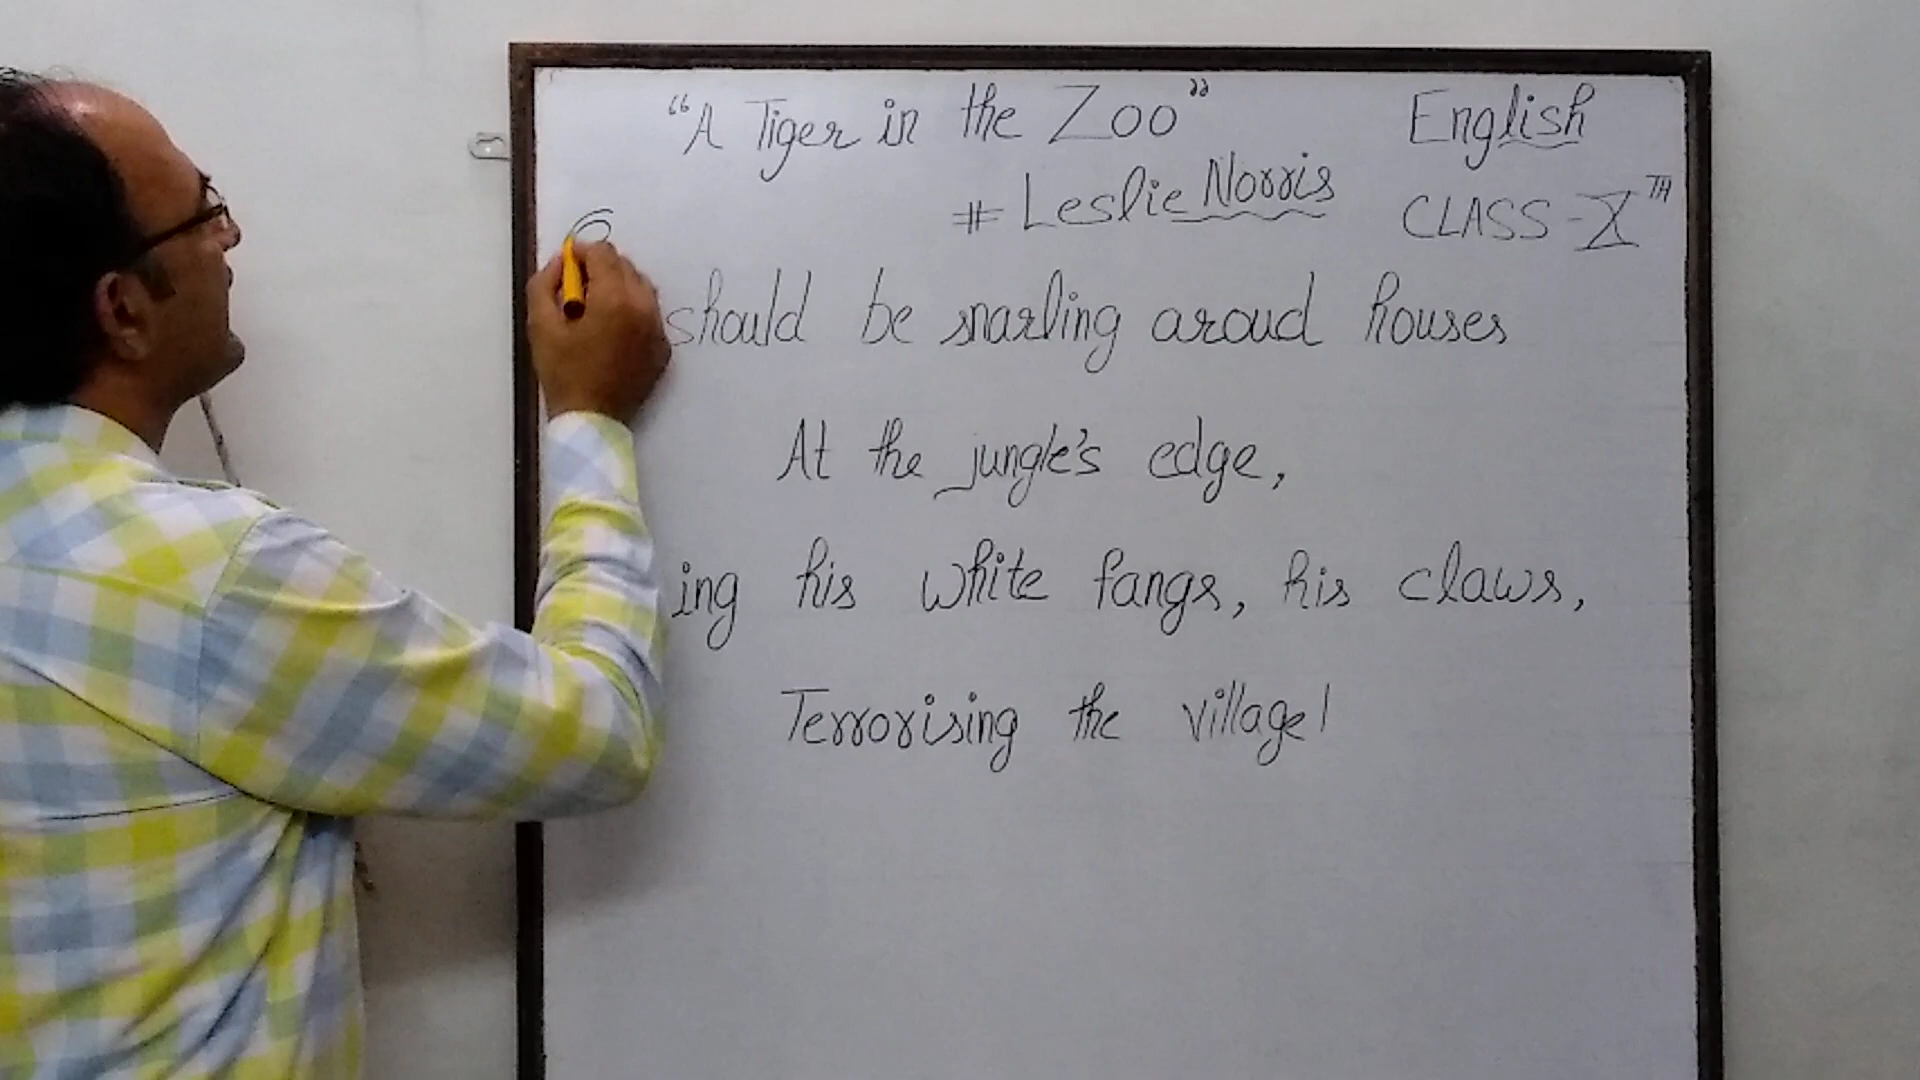 "A Tiger in the Zoo"
# Leslie Norris
English
CLASS - X TH
should be snarling aroud houses
At the jungle's edge,
ing his white fangs, his claws,
Terrorising the village!